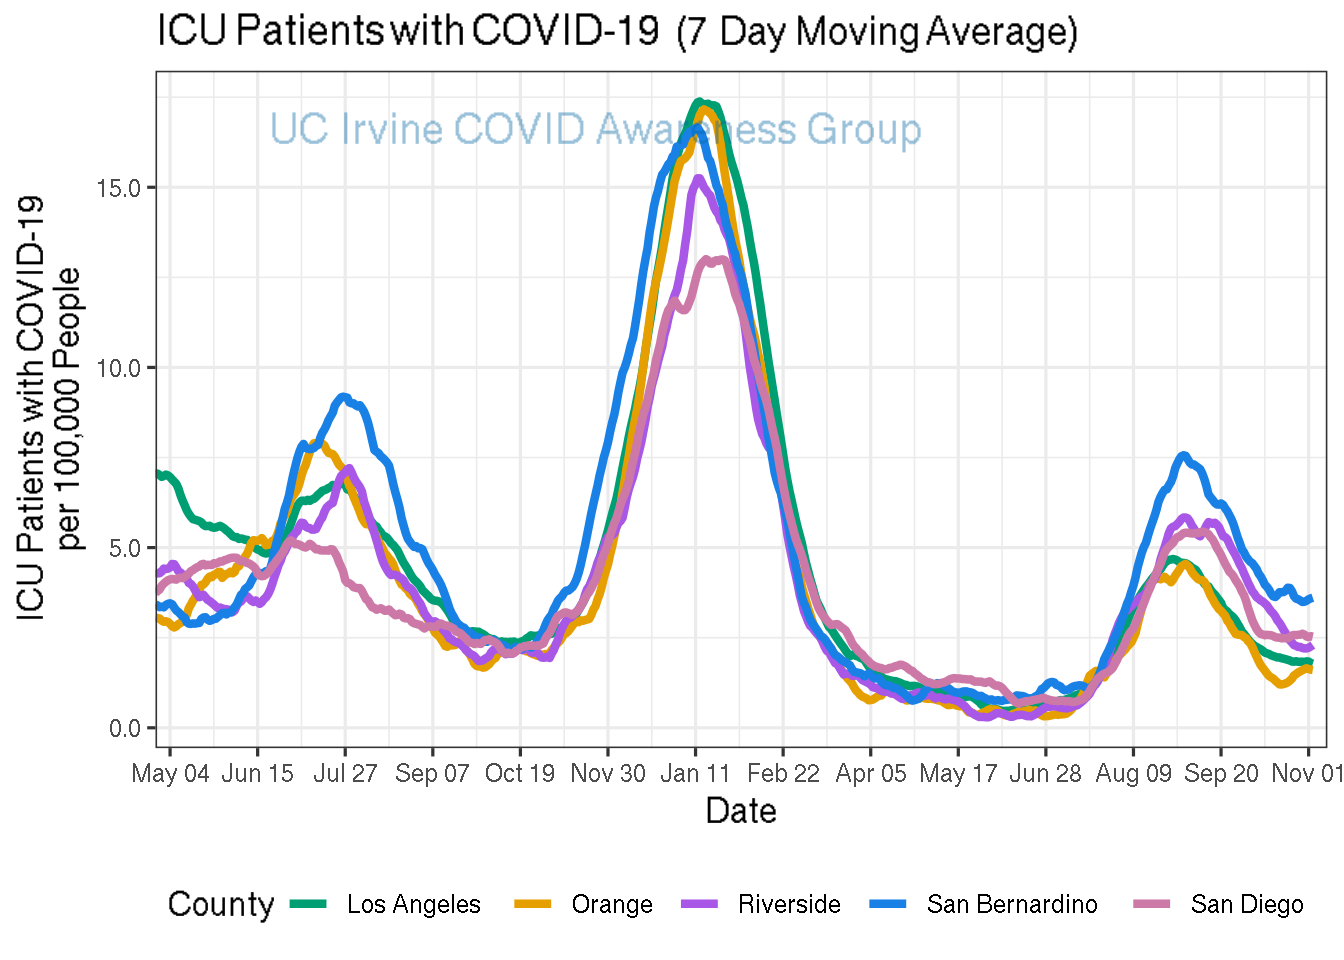 ICU Patients with COVID-19 (7 Day Moving Average)
UC Irvine COVID Awareness Group
ICU Patients with COVID-19
per 100,000 People
15.0
10.0
5.0
0.0
May 04 Jun 15 Jul 27 Sep 07 Oct 19 Nov 30 Jan 11 Feb 22 Apr 05 May 17 Jun 28 Aug 09 Sep 20 Nov 01
Date
County Los Angeles Orange Riverside San Bernardino San Diego